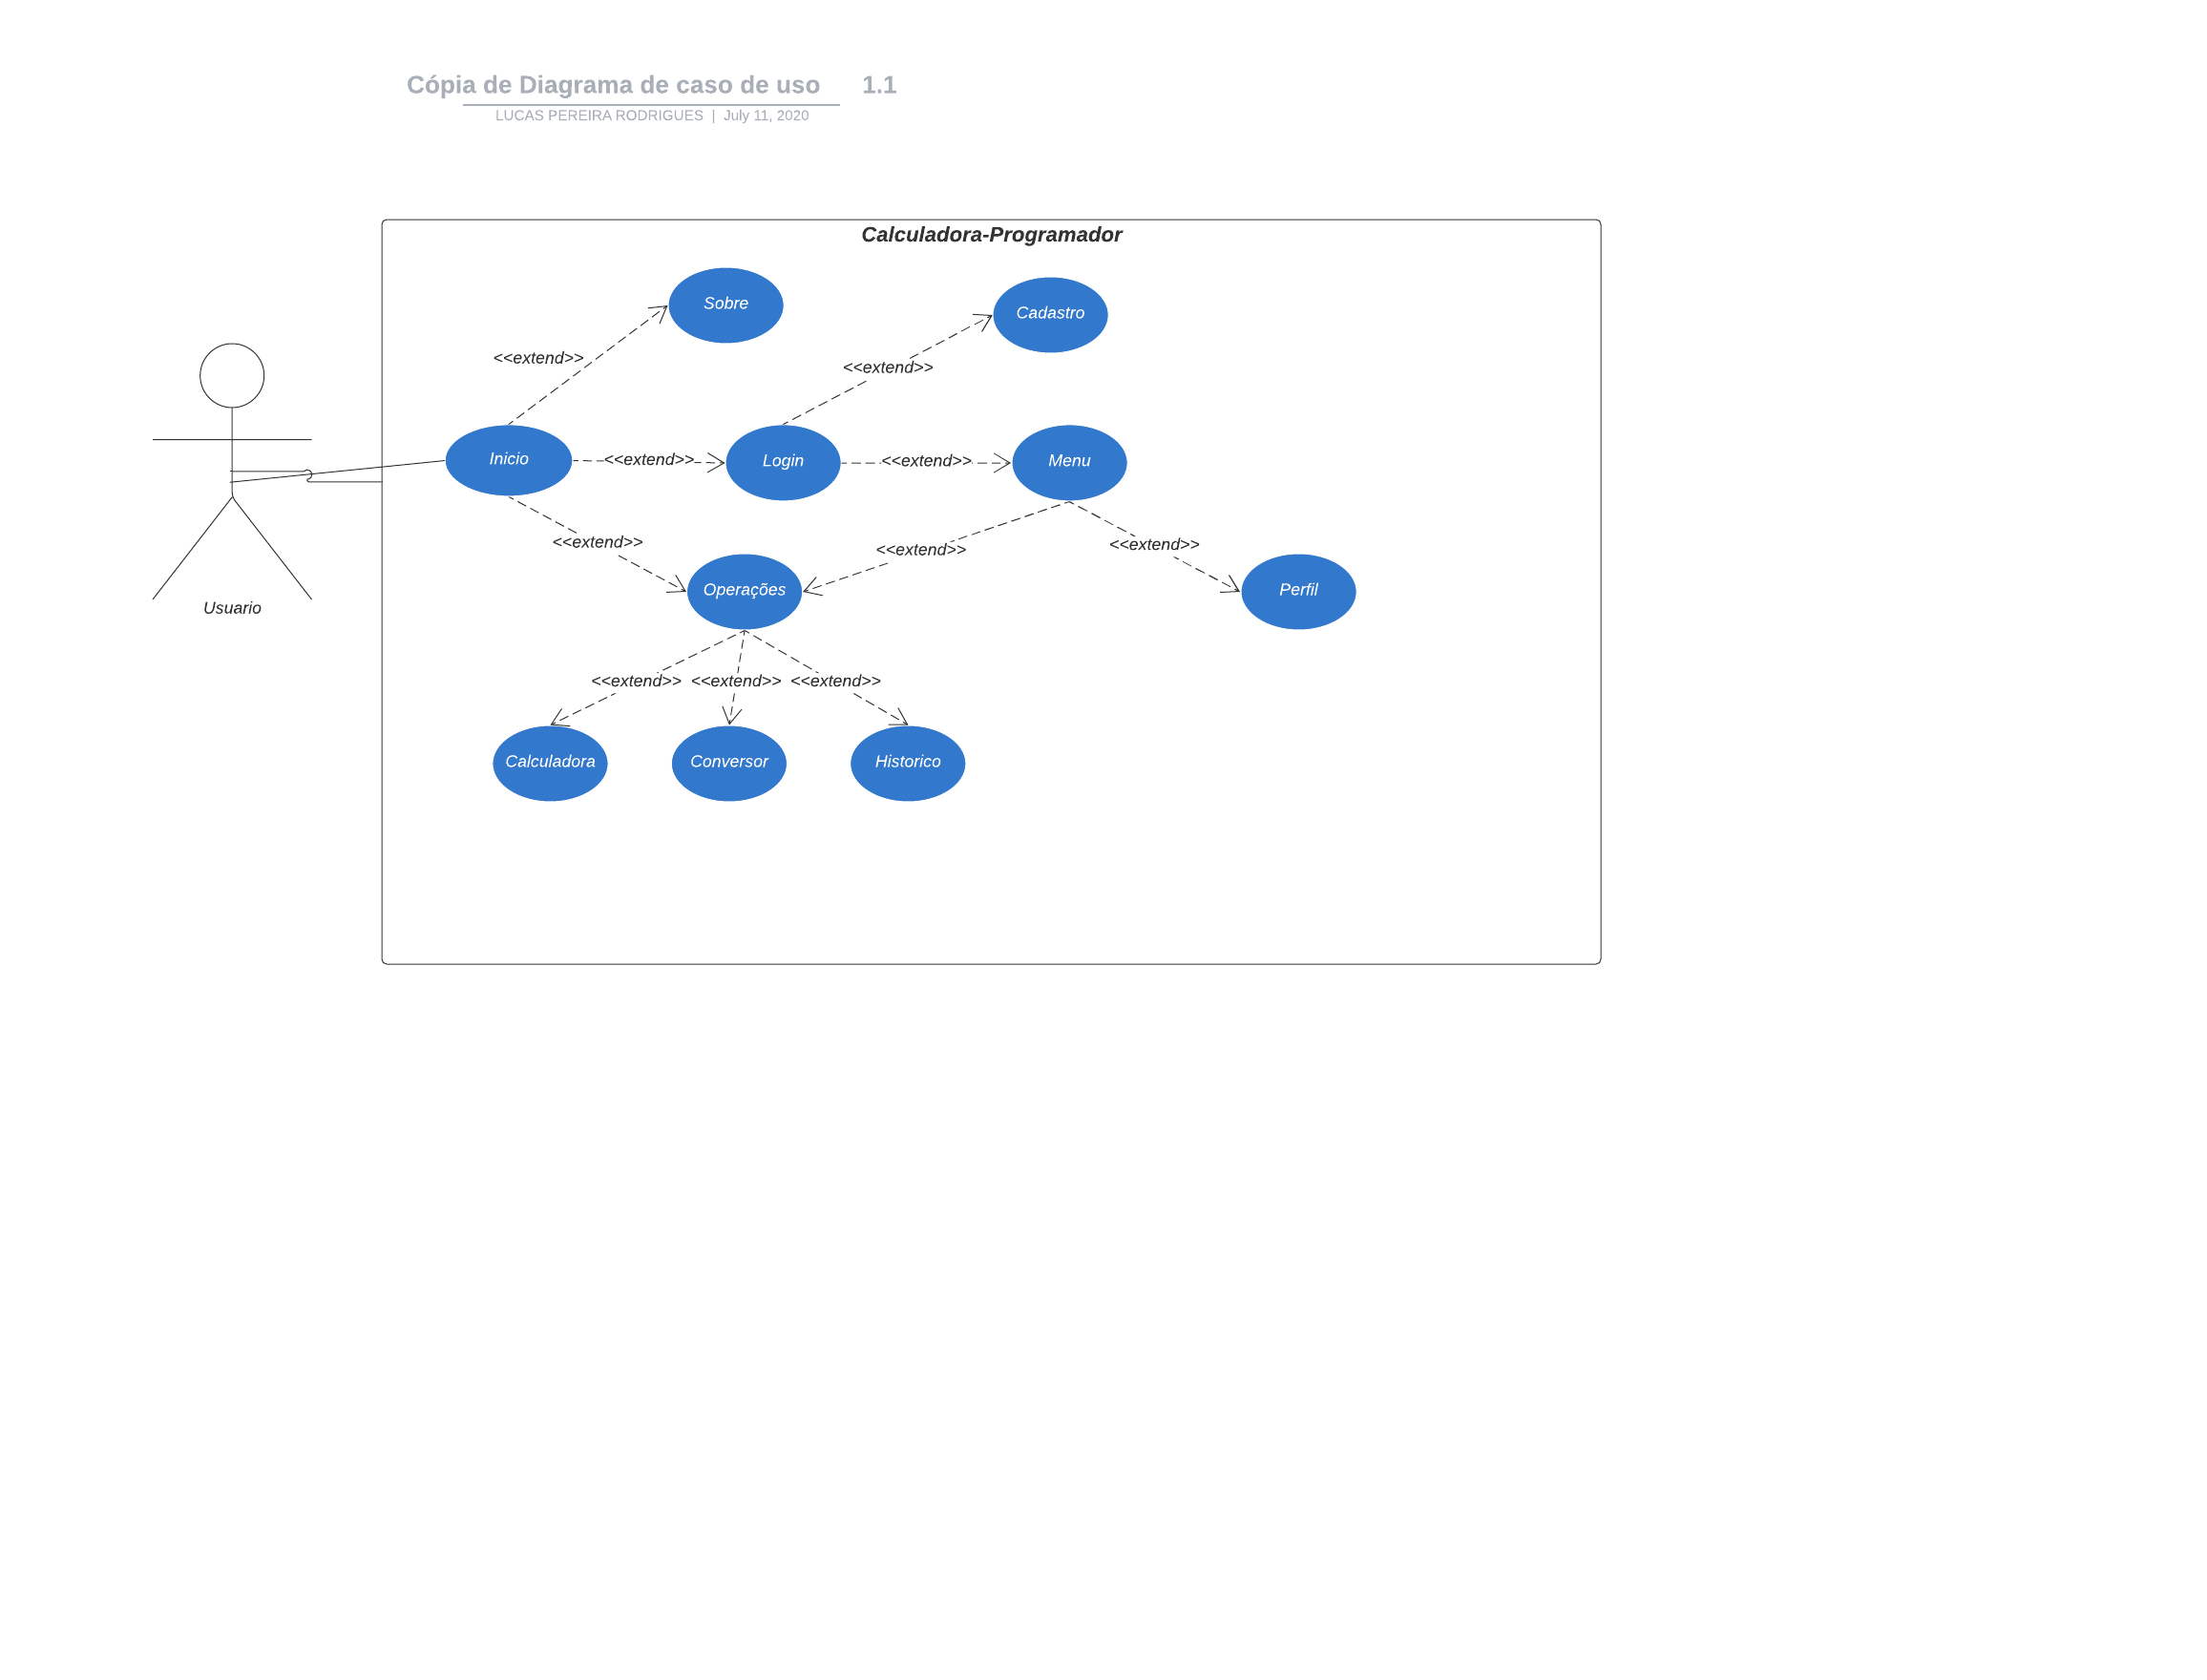 Cópia de Diagrama de caso de uso 1.1
LUCAS PEREIRA RODRIGUES | July 11, 2020
Calculadora-Programador
Sobre
Cadastro
<<extend>>
<<extend>>
Inicio
<<extend>>
Login
<<extend>>
Menu
<<extend>>
<<extend>>
<<extend>>
Operações
Perfil
Usuario
<<extend>>
<<extend>>
<<extend>>
Calculadora
Conversor
Historico